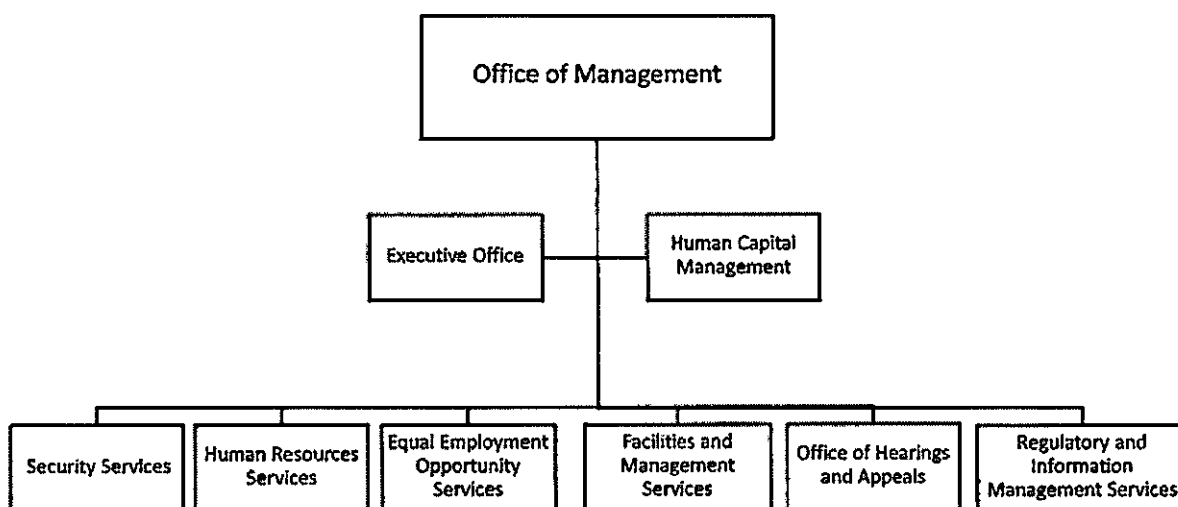 Office of Management
Executive Office
Human Capital
Management
Security Services
Human Resources
Services
Equal Employment
Opportunity
Services
Facilities and
Management
Services
Office of Hearings
and Appeals
Regulatory and
Information
Management Services